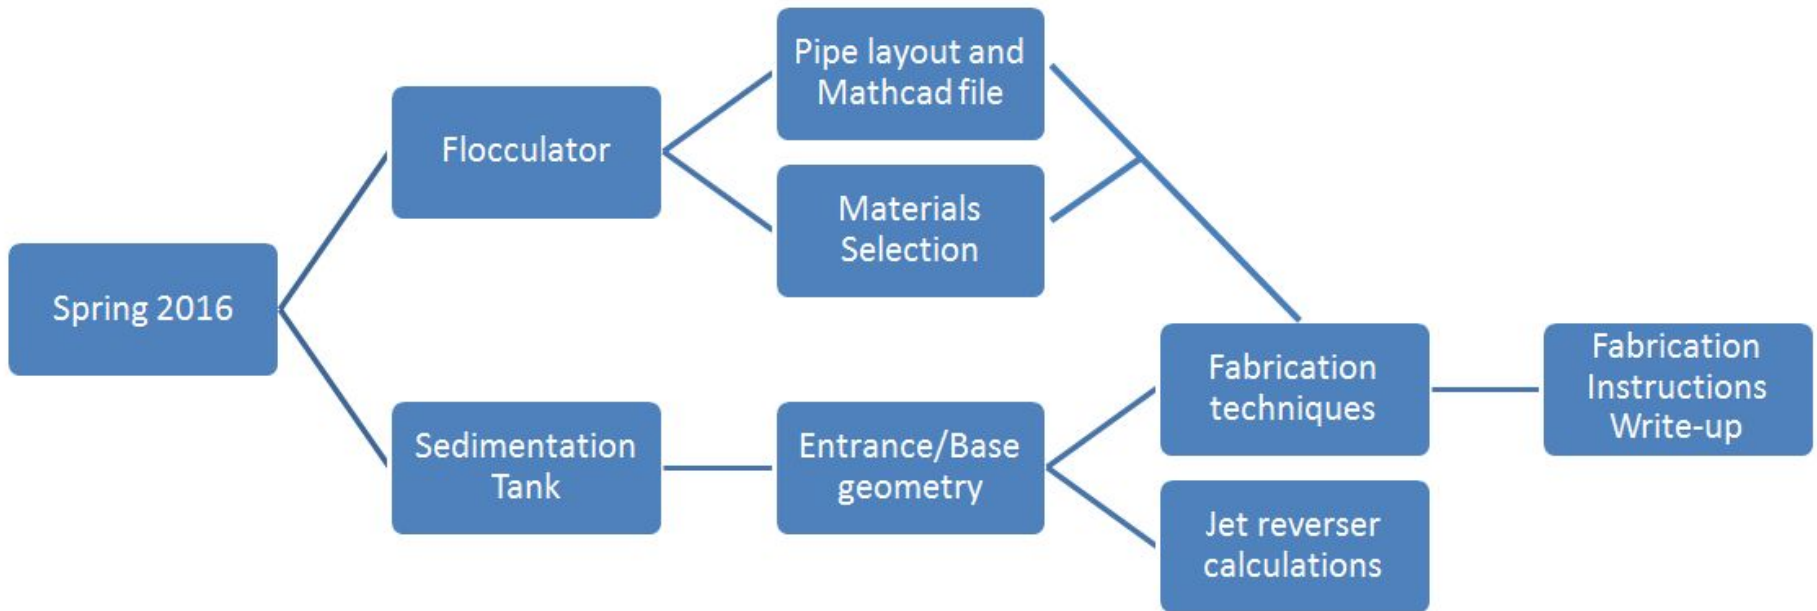 Spring 2016
Flocculator
Sedimentation
Tank
Pipe layout and
Mathcad file
Materials
Selection
Entrance/Base
geometry
Fabrication
techniques
Jet reverser
calculations
Fabrication
Instructions
Write-up